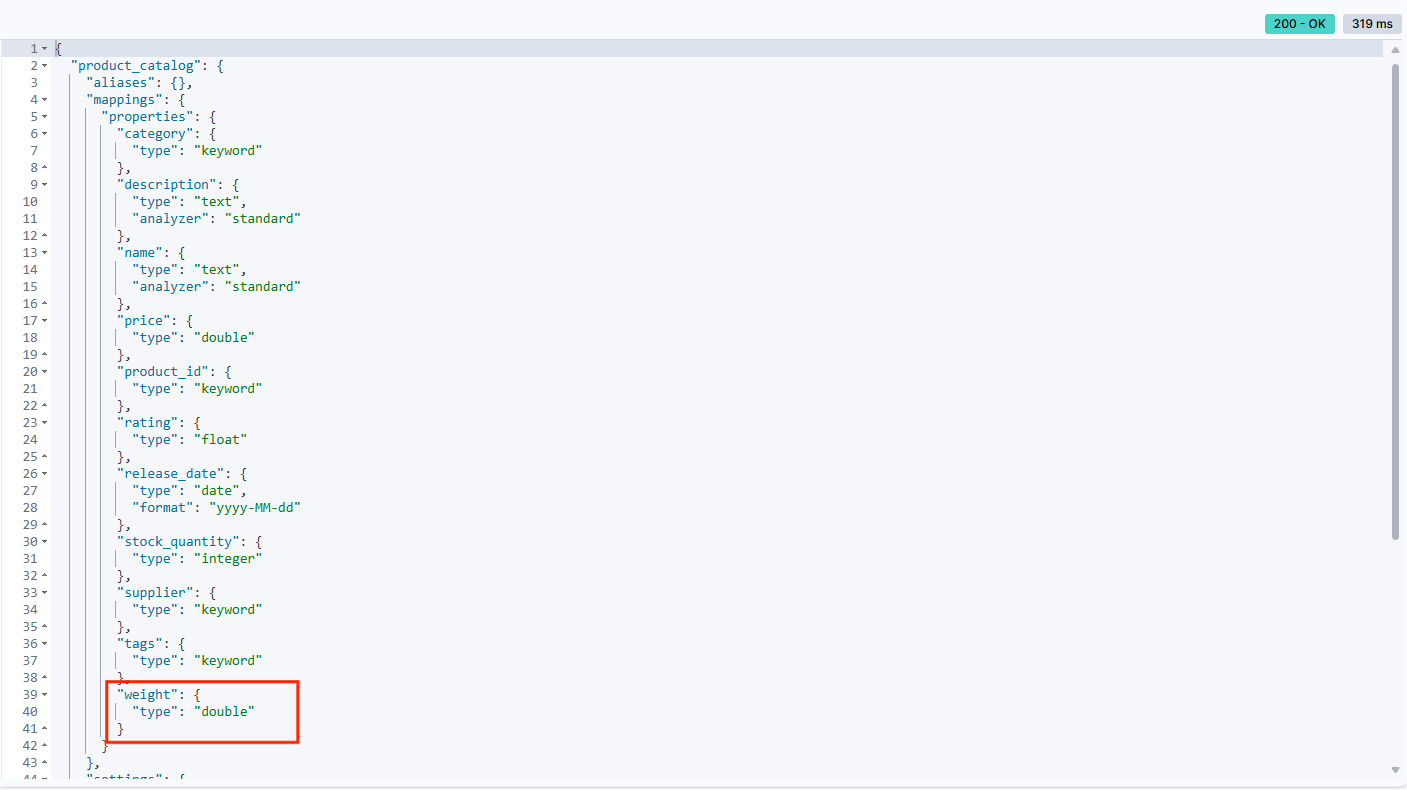 200 - OK 319 ms
1 {
2 "product_catalog": {
3 "aliases": {},
4 "mappings": {
5 "properties": {
6 "category": {
7 "type": "keyword"
8 },
9 "description": {
10 "type": "text",
11 "analyzer": "standard"
12 },
13 "name": {
14 "type": "text",
15 "analyzer": "standard"
16 },
17 "price": {
18 "type": "double"
19 },
20 "product_id": {
21 "type": "keyword"
22 },
23 "rating": {
24 "type": "float"
25 },
26 "release_date": {
27 "type": "date",
28 "format": "yyyy-MM-dd"
29 },
30 "stock_quantity": {
31 "type": "integer"
32 },
33 "supplier": {
34 "type": "keyword"
35 },
36 "tags": {
37 "type": "keyword"
38 },
39 "weight": {
40 "type": "double"
41 }
42 }
43 },
44 "settings": {